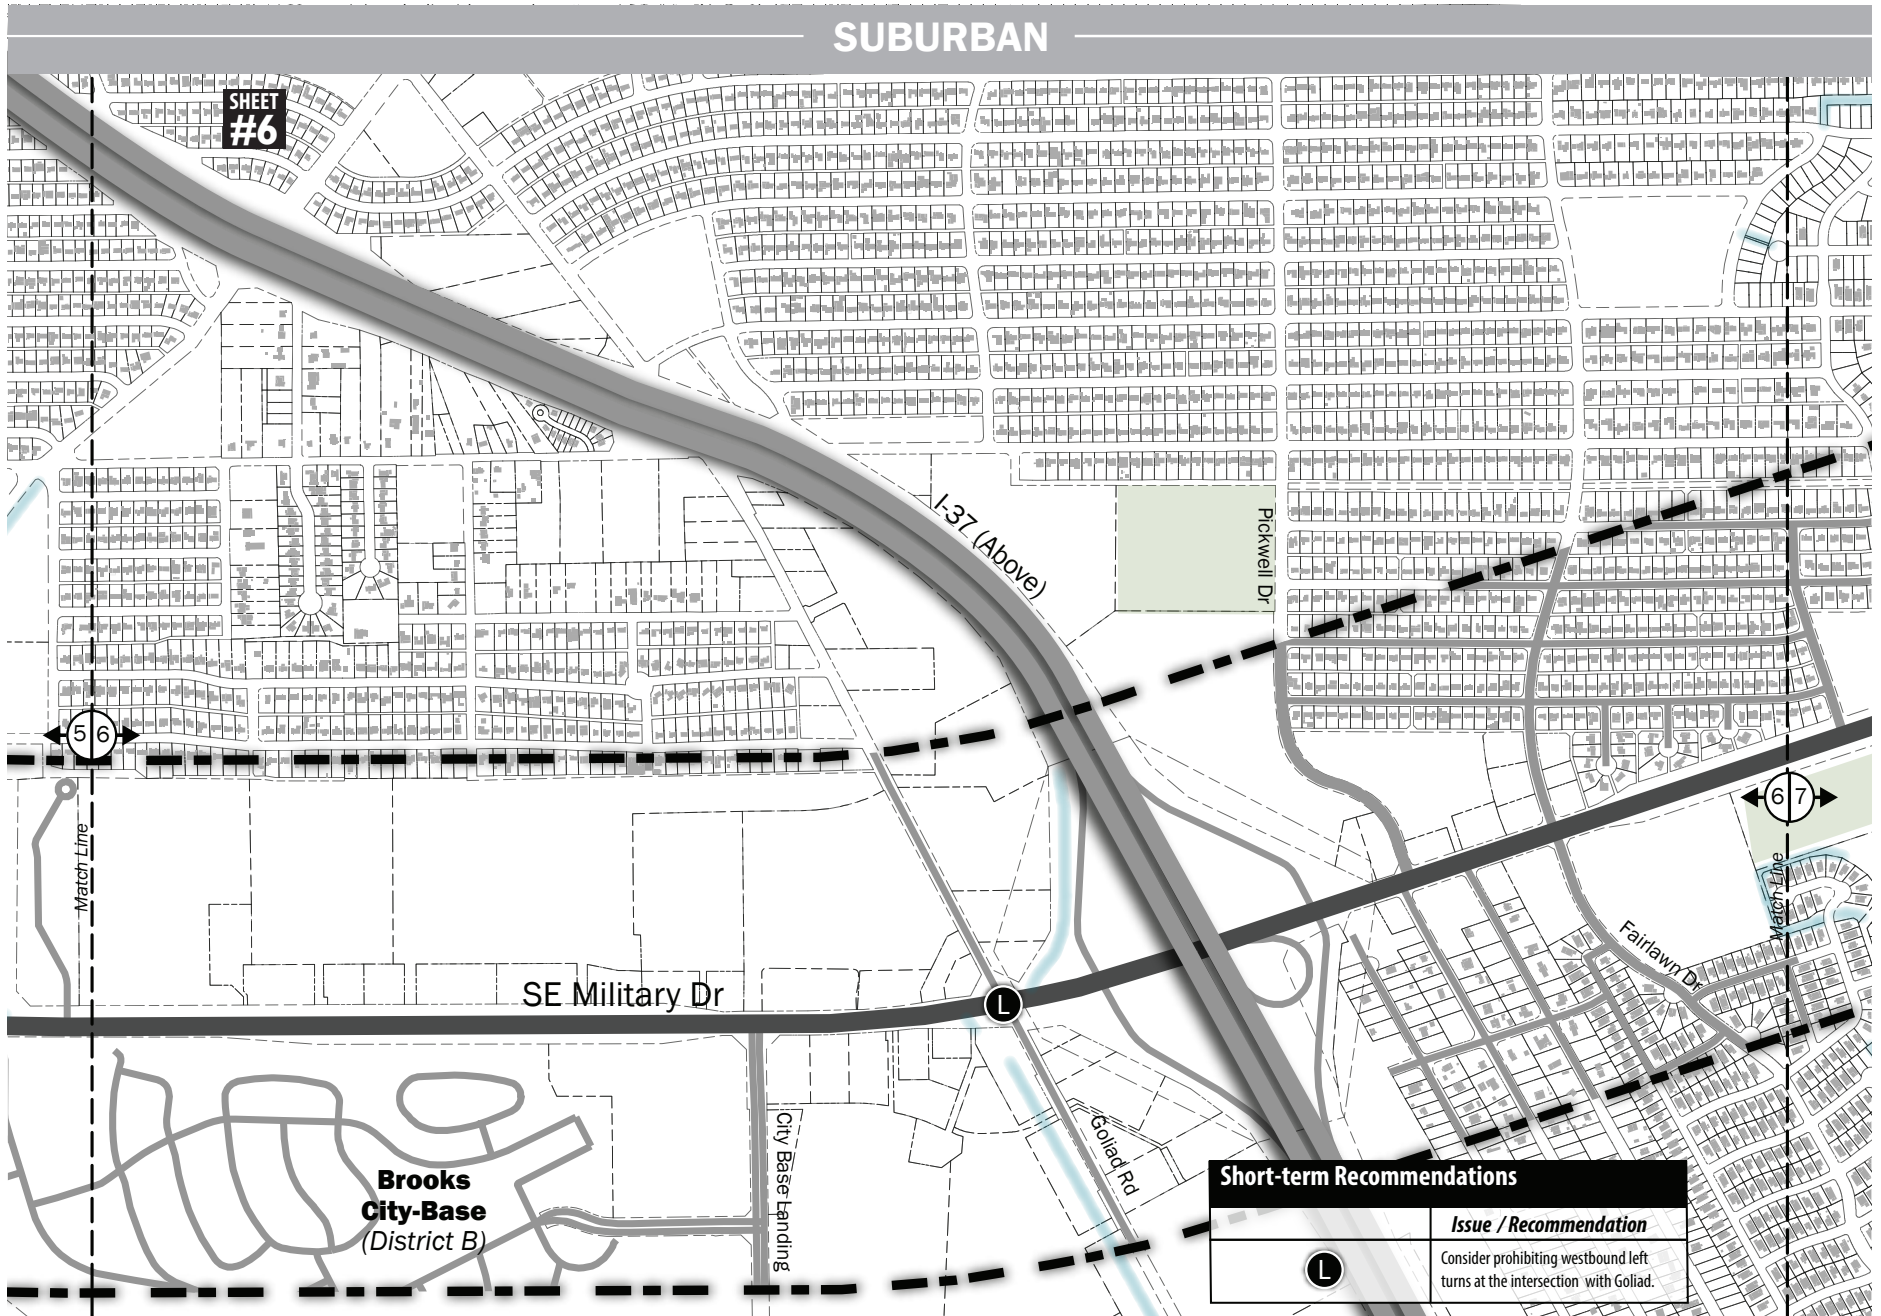 SUBURBAN
SHEET
#6
I-37 (Above)
Pickwell Dr
5 6
6 7
Match Line
Match Line
Fairlawn Dr
SE Military Dr
L
City Base Landing
Goliad Rd
Brooks
City-Base
(District B)
Short-term Recommendations
Issue / Recommendation
L
Consider prohibiting westbound left
turns at the intersection with Goliad.